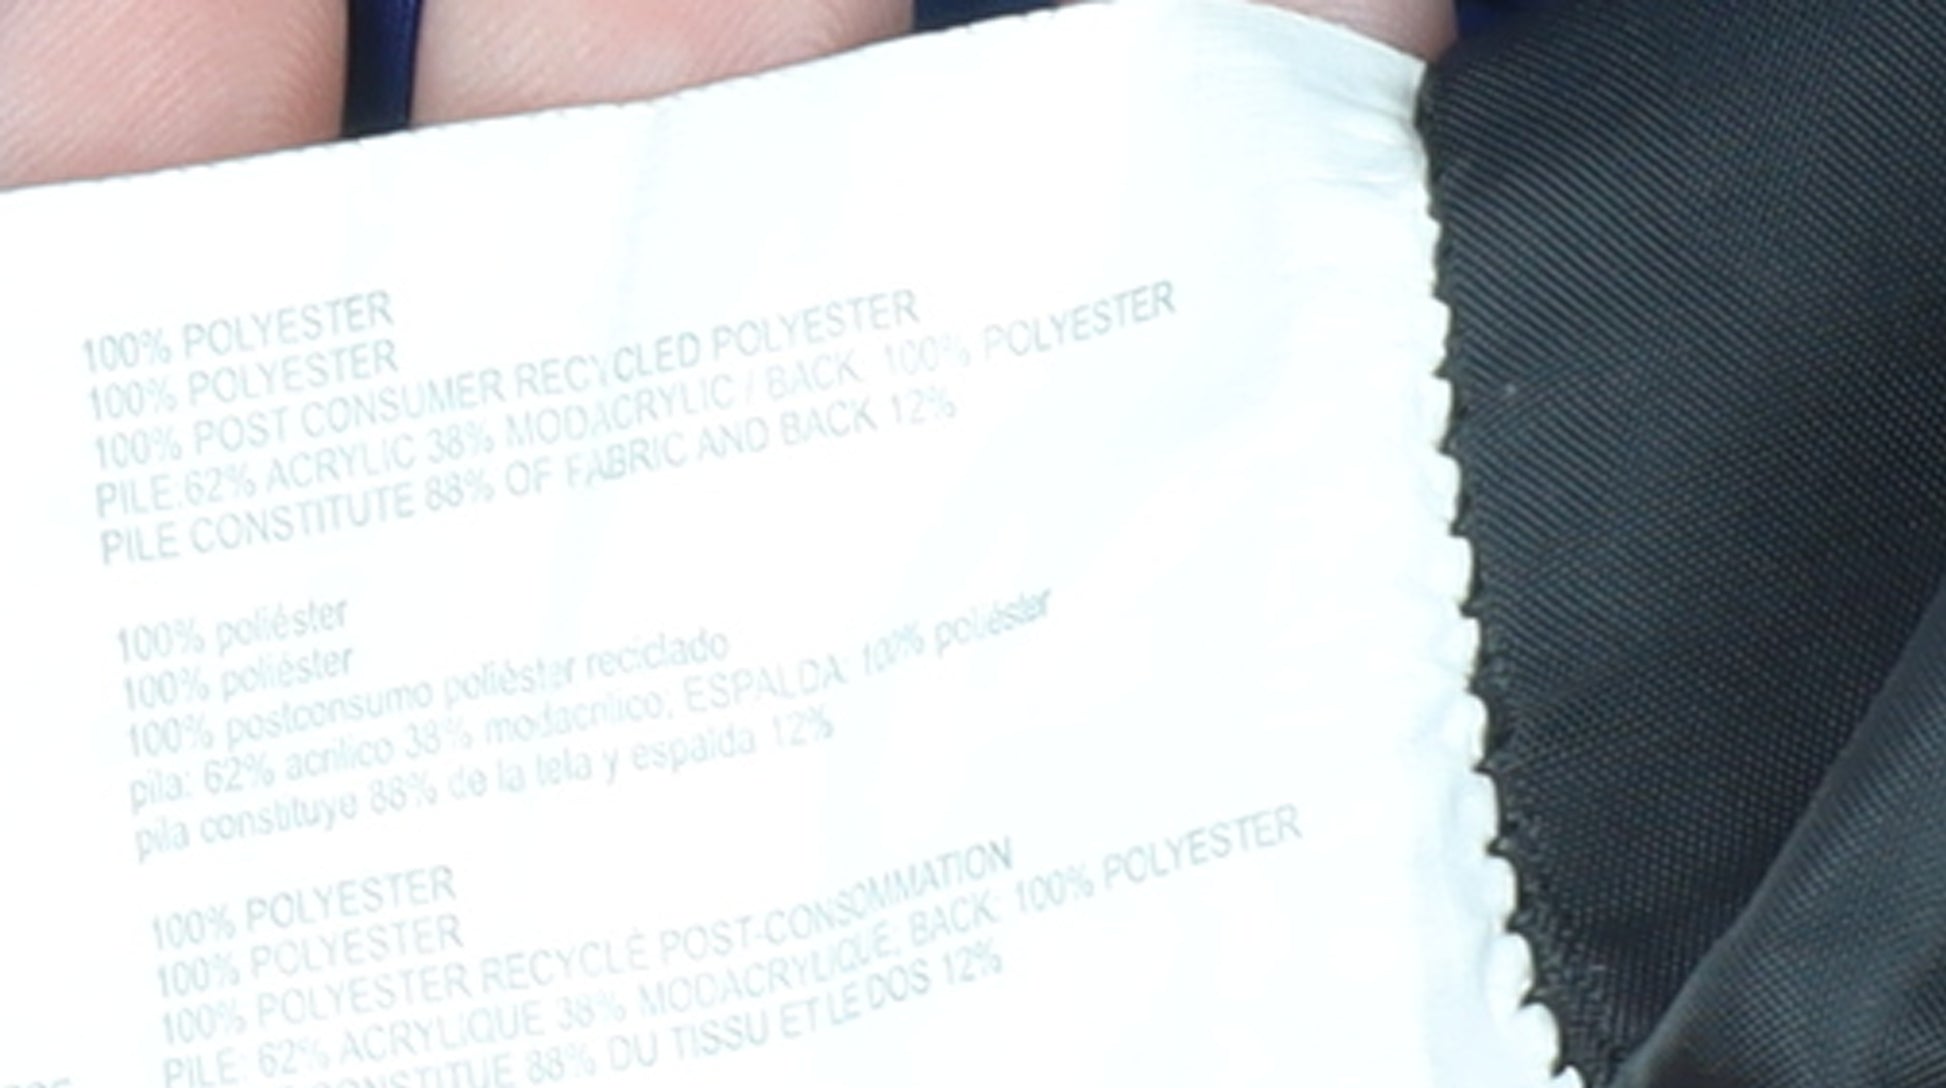 100% POLYESTER
100% POLYESTER
100% POST CONSUMER RECYCLED POLYESTER
PILE:62% ACRYLIC 38% MODACRYLIC / BACK: 100% POLYESTER
PILE CONSTITUTE 88% OF FABRIC AND BACK 12%
100% poliéster
100% poliéster
100% postconsumo poliéster reciclado
pila: 62% acrílico 38% modacrílico; ESPALDA: 100% poliéster
pila constituye 88% de la tela y espalda 12%
100% POLYESTER
100% POLYESTER
100% POLYESTER RECYCLÉ POST-CONSOMMATION
PILE: 62% ACRYLIQUE 38% MODACRYLIQUE; BACK: 100% POLYESTER
CONSTITUE 88% DU TISSU ET LE DOS 12%